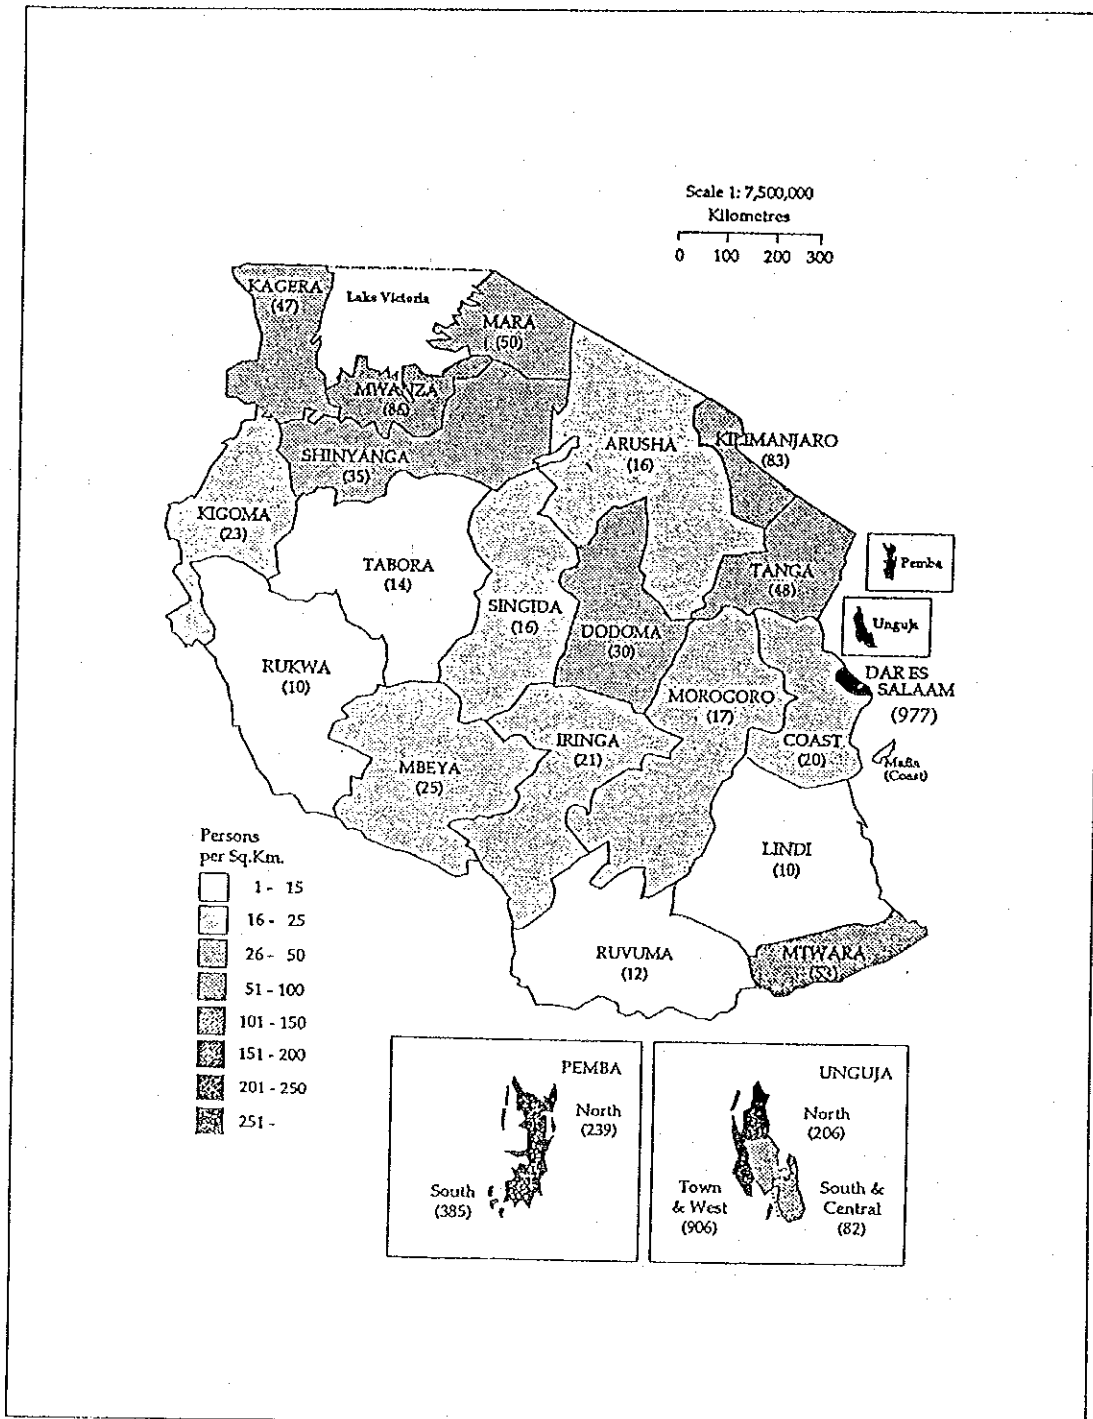 Scale 1: 7,500,000
Kilometres
0 100 200 300
KAGERA
(47)
Lake Victoria
MARA
(50)
MWANZA
(86)
SHINYANGA
(35)
ARUSHA
(16)
KILIMANJARO
(83)
KIGOMA
(23)
TABORA
(14)
SINGIDA
(16)
DODOMA
(30)
TANGA
(48)
Pemba
Unguja
RUKWA
(10)
MOROGORO
(17)
DAR ES
SALAAM
(977)
COAST
(20)
Mafia
(Coast)
IRINGA
(21)
MBEYA
(25)
LINDI
(10)
RUVUMA
(12)
MTWARA
(53)
Persons
per Sq.Km.
1 - 15
16 - 25
26 - 50
51 - 100
101 - 150
151 - 200
201 - 250
251 -
PEMBA
North
(239)
South
(385)
UNGUJA
North
(206)
Town
& West
(906)
South &
Central
(82)